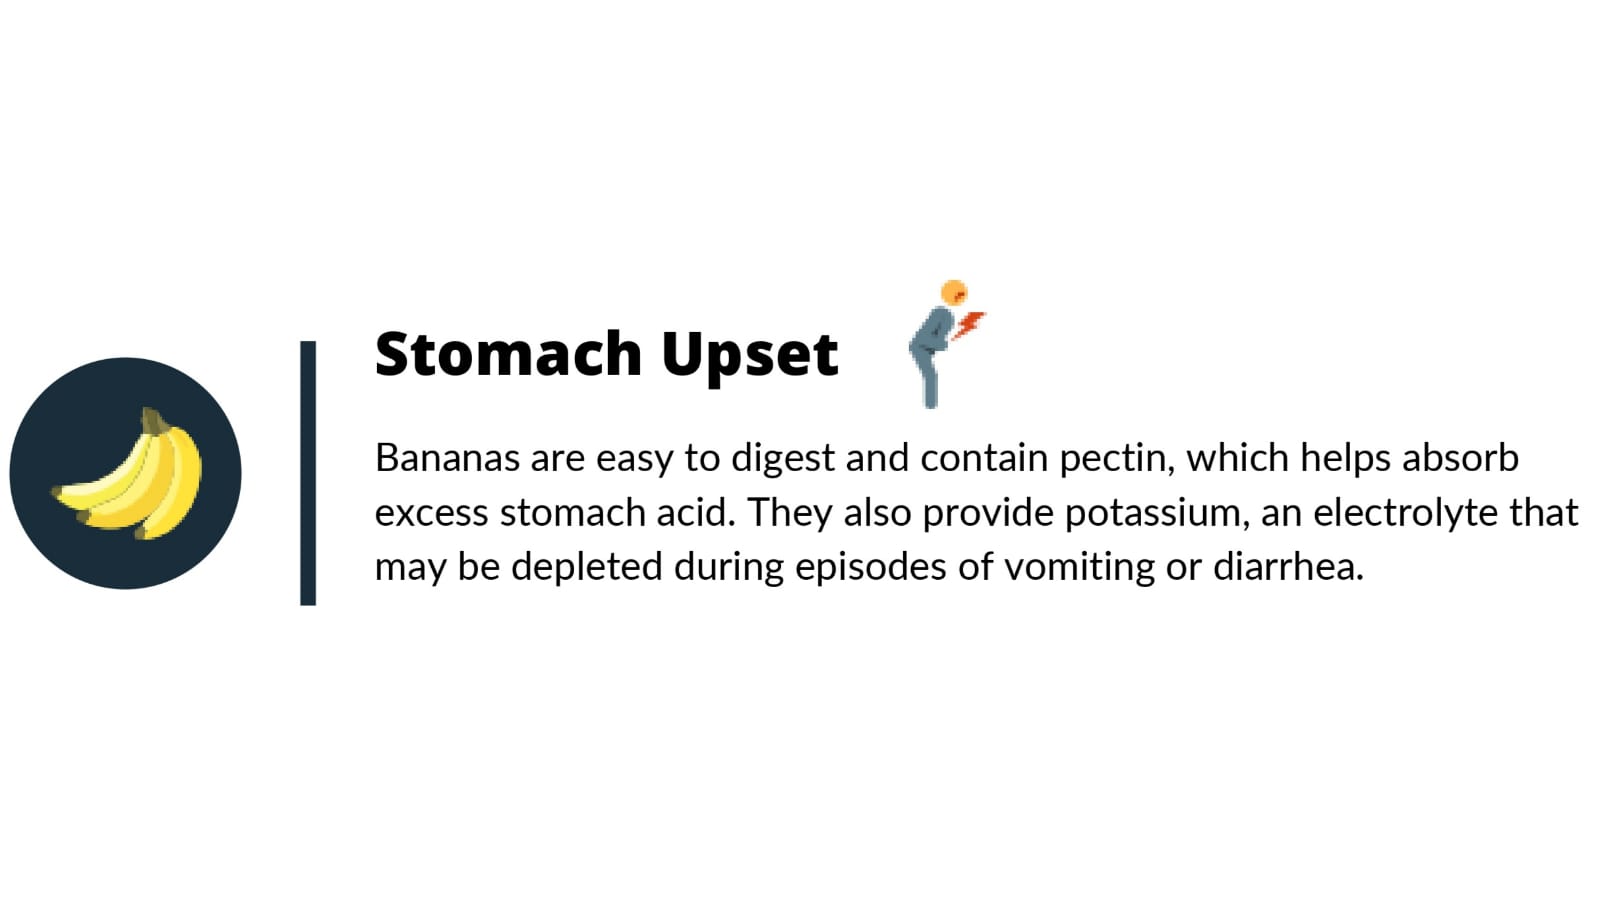 Stomach Upset
Bananas are easy to digest and contain pectin, which helps absorb
excess stomach acid. They also provide potassium, an electrolyte that
may be depleted during episodes of vomiting or diarrhea.